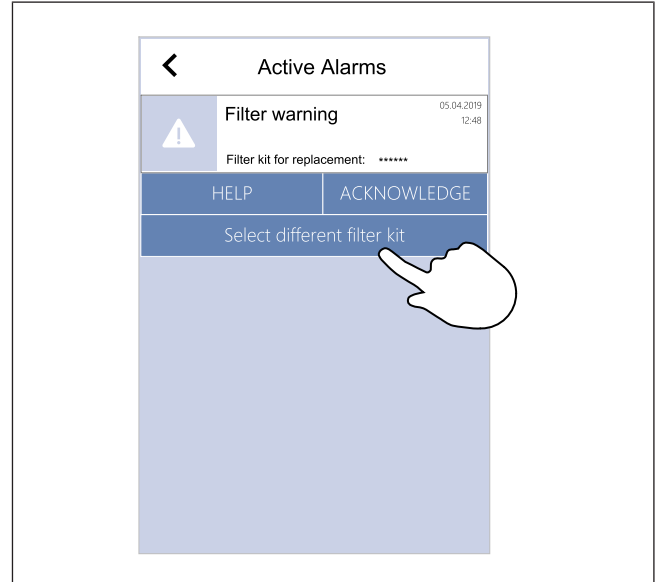 Active Alarms
Filter warning
05.04.2019
12:48
Filter kit for replacement: ******
HELP
ACKNOWLEDGE
Select different filter kit